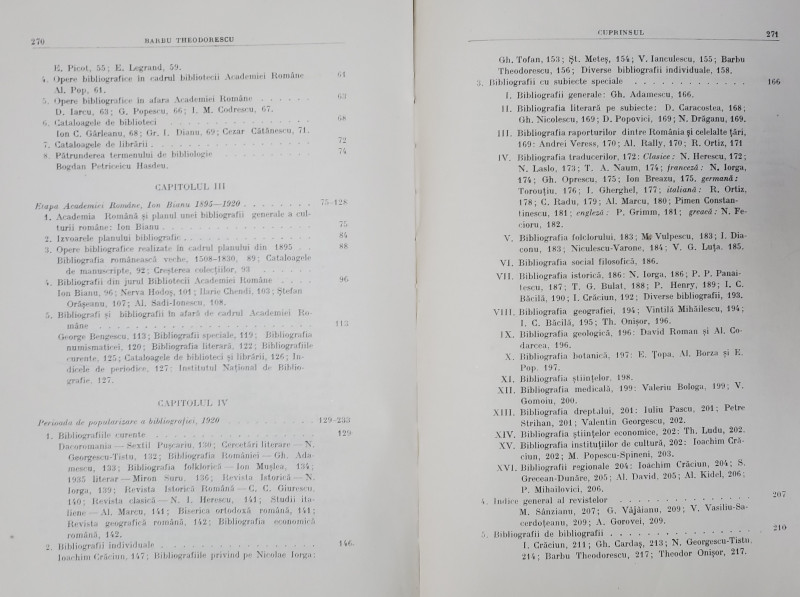 270 BARBU THEODORESCU
E. Picot, 55; E. Legrand, 59.
4. Opere bibliografice în cadrul bibliotecii Academiei Române 61
Al. Pop, 61.
5. Opere bibliografice în afara Academiei Române . . . . . . 63
D. Iarcu, 63; G. Popescu, 66; I. M. Codrescu, 67.
6. Cataloagele de biblioteci . . . . . . . . . . . . 68
Ion C. Gârleanu, 68; Gr. I. Dianu, 69; Cezar Cătănescu, 71.
7. Cataloagele de librării . . . . . . . . . . . . . 72
8. Pătrunderea termenului de bibliologie . . . . . . . . 74
Bogdan Petriceicu Hasdeu.
CAPITOLUL III
Etapa Academiei Române, Ion Bianu 1895—1920 . . . . . . . 75-128
1. Academia Română și planul unei bibliografii generale a cul-
turii române: Ion Bianu . . . . . . . . . . . . 75
2. Izvoarele planului bibliografic . . . . . . . . . . . 84
3. Opere bibliografice realizate în cadrul planului din 1895 . . 88
Bibliografia românească veche, 1508-1830, 89; Cataloagele
de manuscripte, 92; Creșterea colecțiilor, 93 . . . . . .
4. Bibliografii din jurul Bibliotecii Academiei Române . . . . 96
Ion Bianu, 96; Nerva Hodoș, 101; Ilarie Chendi, 103; Ștefan
Orășeanu, 107; Al. Sadi-Ionescu, 108.
5. Bibliografi și bibliografii în afară de cadrul Academiei Ro-
mâne . . . . . . . . . . . . . . . . . . . 113
George Bengescu, 113; Bibliografii speciale, 119; Bibliografia
numismaticei, 120; Bibliografia literară, 122; Bibliografiile
curente, 125; Cataloagele de biblioteci și librării, 126; In-
dicele de periodice, 127; Institutul Național de Biblio-
grafie, 127.
CAPITOLUL IV
Perioada de popularizare a bibliografiei, 1920 . . . . . . . . . 129-233
1. Bibliografiile curente . . . . . . . . . . . . . . 129
Dacoromania — Sextil Pușcariu, 130; Cercetări literare — N.
Georgescu-Tistu, 132; Bibliografia României — Gh. Ada-
mescu, 133; Bibliografia folklorică — Ion Mușlea, 134;
1935 literar — Miron Suru, 136; Revista Istorică — N.
Iorga, 139; Revista Istorică Română — C. C. Giurescu,
140; Revista clasică — N. I. Herescu, 141; Studii ita-
liene — Al. Marcu, 141; Biserica ortodoxă română, 141;
Revista geografică română, 142; Bibliografia economică
română, 142.
2. Bibliografii individuale . . . . . . . . . . . . . . 146
Ioachim Crăciun, 147; Bibliografiile privind pe Nicolae Iorga:
CUPRINSUL 271
Gh. Tofan, 153; Șt. Meteș, 154; V. Ianculescu, 155; Barbu
Theodorescu, 156; Diverse bibliografii individuale, 158.
3. Bibliografii cu subiecte speciale . . . . . . . . . . . . 166
I. Bibliografii generale: Gh. Adamescu, 166.
II. Bibliografia literară pe subiecte: D. Caracostea, 168;
Gh. Nicolescu, 169; D. Popovici, 169; N. Drăganu, 169.
III. Bibliografia raporturilor dintre România și celelalte țări,
169: Andrei Veress, 170; Al. Rally, 170; R. Ortiz, 171
IV. Bibliografia traducerilor, 172: Clasice: N. Herescu, 172;
N. Laslo, 173; T. A. Naum, 174; franceză: N. Iorga,
174; Gh. Oprescu, 175; Ion Breazu, 175, germană:
Toroutiu, 176; I. Gherghel, 177; italiană: R. Ortiz,
178; C. Radu, 179; Al. Marcu, 180; Pimen Constan-
tinescu, 181; engleză: P. Grimm, 181; greacă: N. Fe-
cioru, 182.
V. Bibliografia folclorului, 183; Vulpescu, 183; I. Dia-
conu, 183; Niculescu-Varone, 184; V. G. Luța, 185.
VI. Bibliografia social filosofică, 186.
VII. Bibliografia istorică, 186: N. Iorga, 186; P. P. Panai-
tescu, 187; T. G. Bulat, 188; P. Henry, 189; I. C.
Băcilă, 190; I. Crăciun, 192; Diverse bibliografii, 193.
VIII. Bibliografia geografiei, 194; Vintilă Mihăilescu, 194;
I. C. Băcilă, 195; Th. Onișor, 196.
IX. Bibliografia geologică, 196: David Roman și Al. Co-
darcea, 196.
X. Bibliografia botanică, 197: E. Țopa, Al. Borza și E.
Pop, 197.
XI. Bibliografia științelor, 198.
XII. Bibliografia medicală, 199: Valeriu Bologa, 199; V.
Gomoiu, 200.
XIII. Bibliografia dreptului, 201: Iuliu Pascu, 201; Petre
Strihan, 201; Valentin Georgescu, 202.
XIV. Bibliografia științelor economice, 202: Th. Ludu, 202.
XV. Bibliografia instituțiilor de cultură, 202: Ioachim Cră-
ciun, 202; M. Popescu-Spineni, 203.
XVI. Bibliografii regionale 204: Ioachim Crăciun, 204; S.
Grecean-Dunăre, 205; Al. David, 205; Al. Kidel, 206;
P. Mihailovici, 206.
4. Indice general al revistelor . . . . . . . . . . . . . 207
M. Sânzianu, 207; G. Văjâianu, 209; V. Vasiliu-Sa-
cerdoțeanu, 209; A. Gorovei, 209.
5. Bibliografii de bibliografii . . . . . . . . . . . . . . 210
I. Crăciun, 211; Gh. Cardaș, 213; N. Georgescu-Tistu,
214; Barbu Theodorescu, 217; Theodor Onișor, 217.